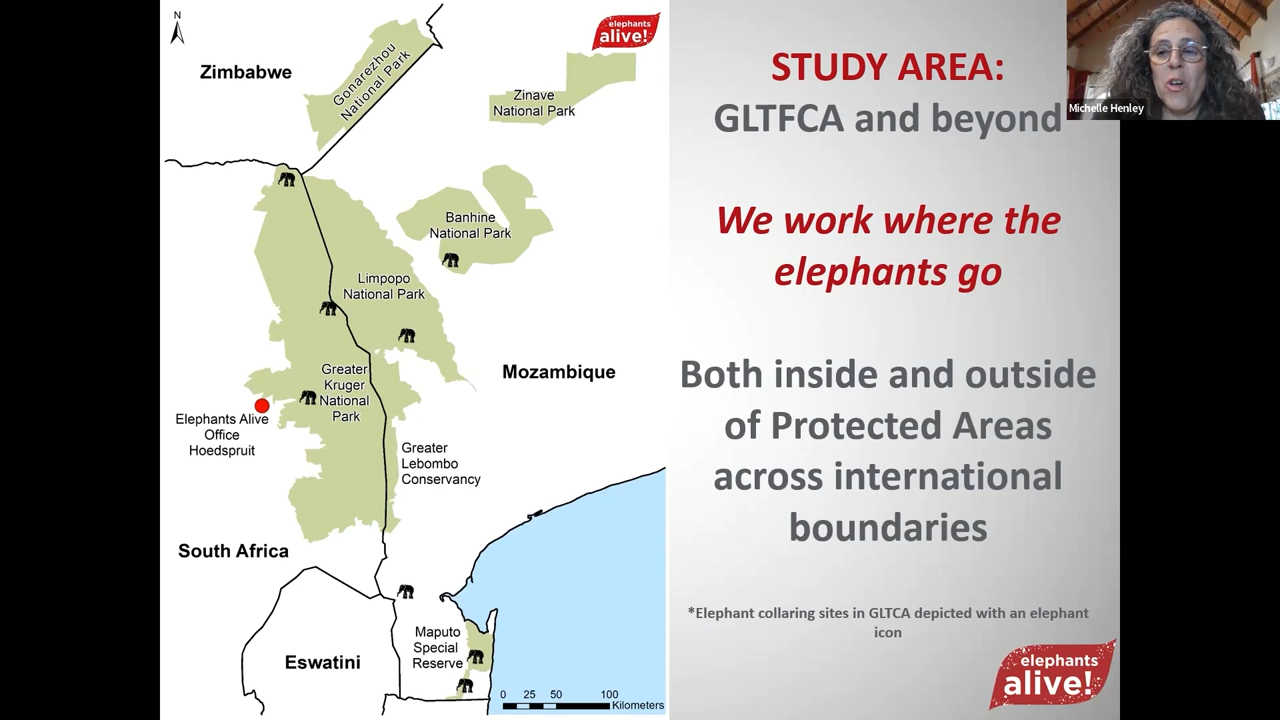 N
elephants
alive!
Zimbabwe
Gonarezhou
National Park
Zinave
National Park
Banhine
National Park
Limpopo
National Park
Mozambique
Greater
Kruger
National
Park
Elephants Alive
Office
Hoedspruit
Greater
Lebombo
Conservancy
South Africa
Maputo
Special
Reserve
Eswatini
0 25 50 100
Kilometers
STUDY AREA:
GLTFCA and beyond
We work where the
elephants go
Both inside and outside
of Protected Areas
across international
boundaries
*Elephant collaring sites in GLTCA depicted with an elephant
icon
elephants
alive!
Michelle Henley